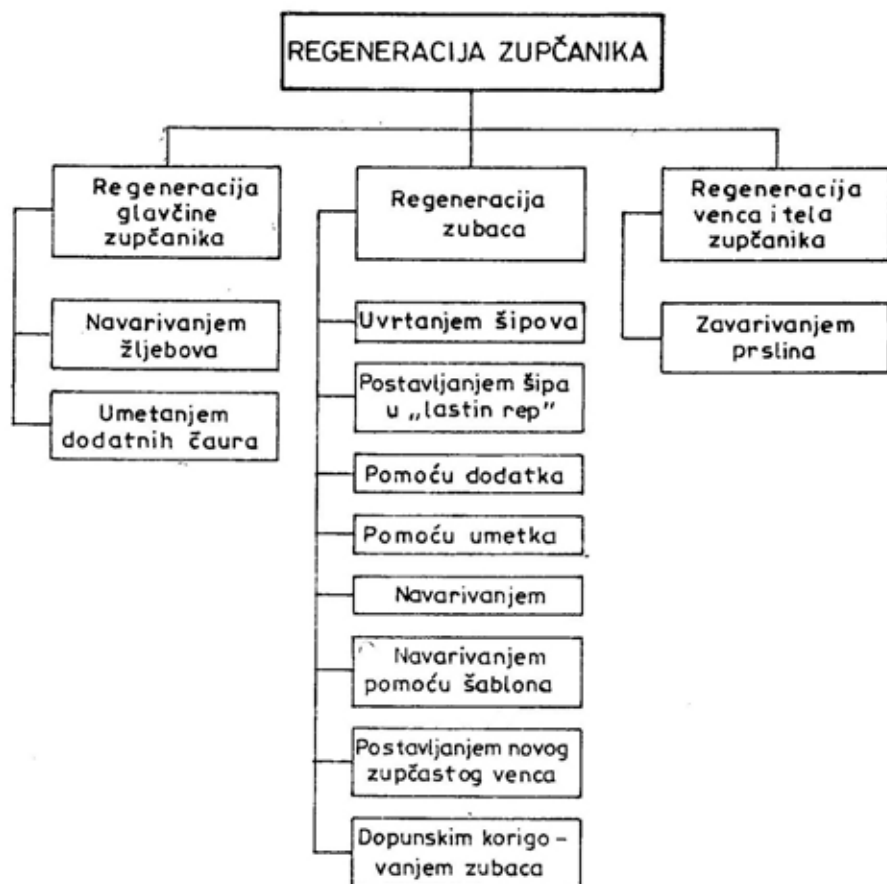 REGENERACIJA ZUPČANIKA
Regeneracija
glavčine
zupčanika
Navarivanjem
žljebova
Umetanjem
dodatnih čaura
Regeneracija
zubaca
Uvrtanjem šipova
Postavljanjem šipa
u „lastin rep”
Pomoću dodatka
Pomoću umetka
Navarivanjem
Navarivanjem
pomoću šablona
Postavljanjem novog
zupčastog venca
Dopunskim korigo-
vanjem zubaca
Regeneracija
venca i tela
zupčanika
Zavarivanjem
prslina